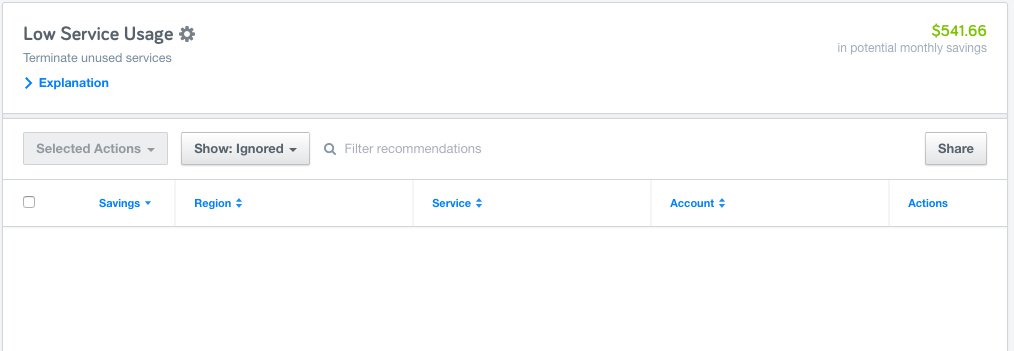 Low Service Usage
$541.66
Terminate unused services
in potential monthly savings
Explanation
Selected Actions
Show: Ignored
Filter recommendations
Share
Savings
Region
Service
Account
Actions